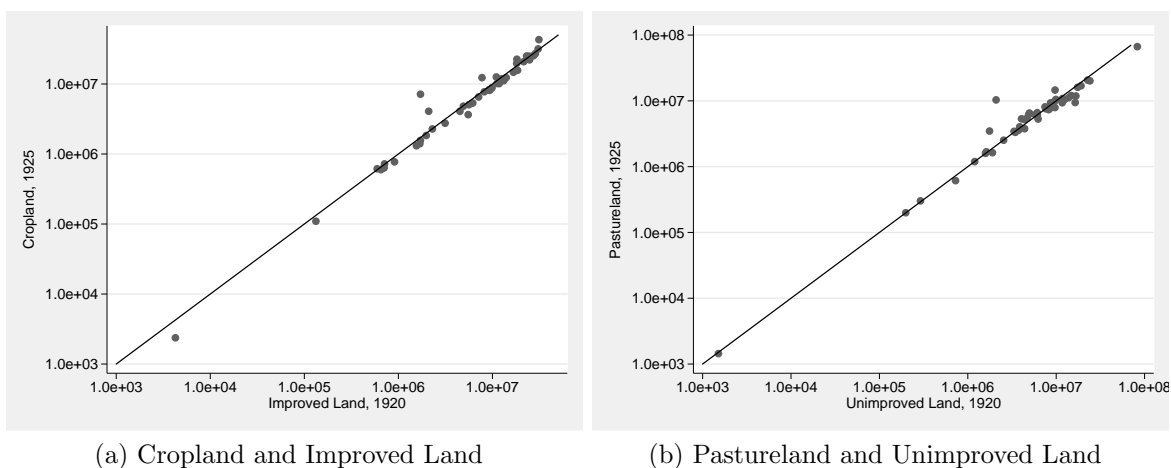 1.0e+07
1.0e+06
1.0e+05
1.0e+04
1.0e+03
Cropland, 1925
1.0e+03 1.0e+04 1.0e+05 1.0e+06 1.0e+07
Improved Land, 1920
(a) Cropland and Improved Land
1.0e+08
1.0e+07
1.0e+06
1.0e+05
1.0e+04
1.0e+03
Pastureland, 1925
1.0e+03 1.0e+04 1.0e+05 1.0e+06 1.0e+07 1.0e+08
Unimproved Land, 1920
(b) Pastureland and Unimproved Land